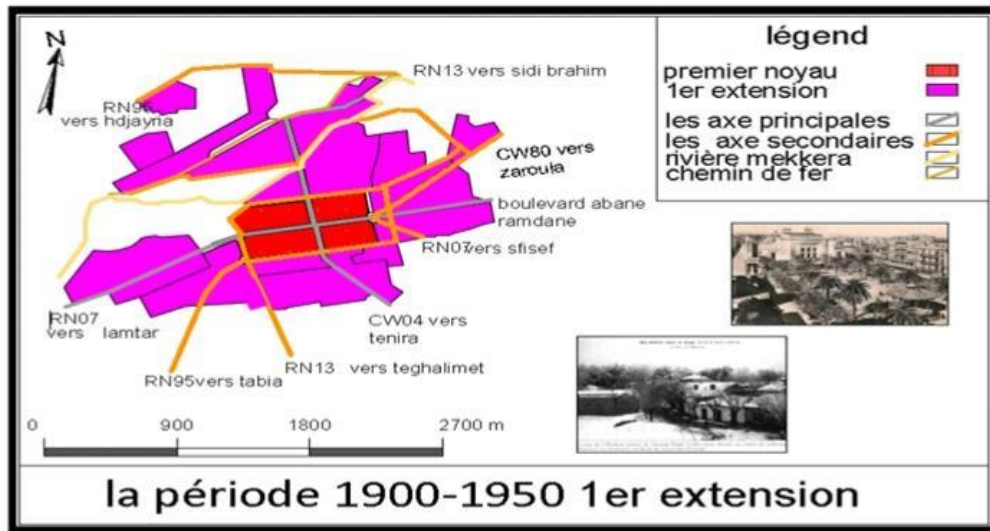 N
légend
premier noyau
1er extension
les axe principales
les axe secondaires
rivière mekkera
chemin de fer
RN13 vers sidi brahim
vers hdjayria
CW80 vers
zaroula
boulevard abane
ramdane
RN07vers sfisef
RN07
vers lamtar
CW04 vers
tenira
RN13 vers teghalimet
RN95vers tabia
0 900 1800 2700 m
la période 1900-1950 1er extension